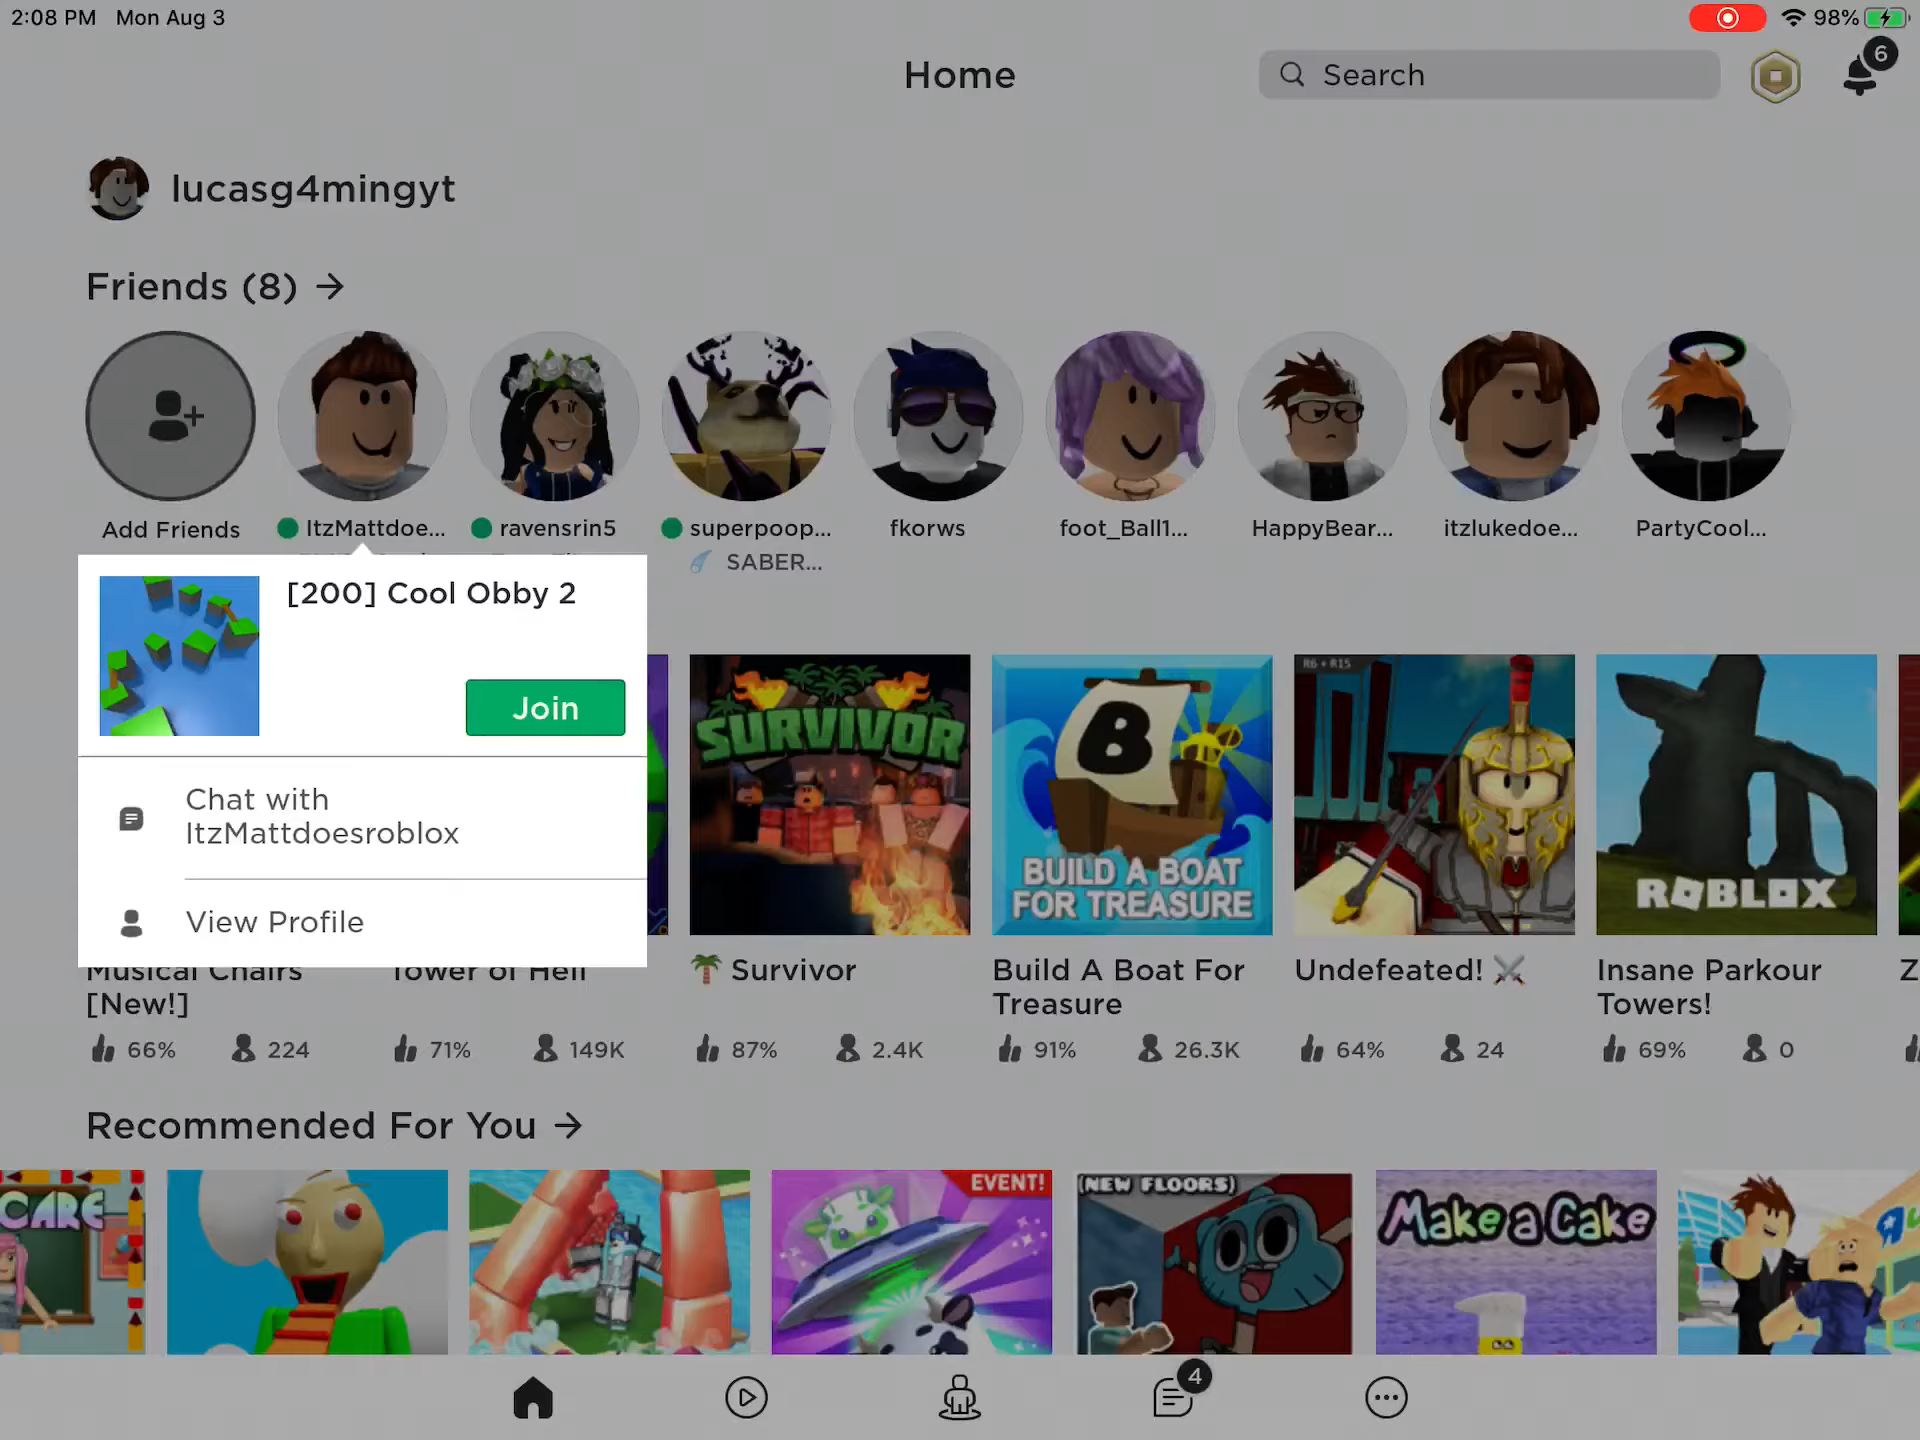 2:08 PM Mon Aug 3
98%
Home
Search
6
lucasg4mingyt
Friends (8)
Add Friends
ItzMattdoe...
ravensrin5
superpoop...
fkorws
foot_Ball1...
HappyBear...
itzlukedoe...
PartyCool...
SABER...
[200] Cool Obby 2
Join
Chat with
ItzMattdoesroblox
View Profile
SURVIVOR
B
BUILD A BOAT
FOR TREASURE
R6 + R15
ROBLOX
Musical Chairs
[New!]
Tower of Hell
Survivor
Build A Boat For
Treasure
Undefeated!
Insane Parkour
Towers!
Z
66%
224
71%
149K
87%
2.4K
91%
26.3K
64%
24
69%
0
Recommended For You
CARE
EVENT!
(NEW FLOORS)
Make a Cake
4